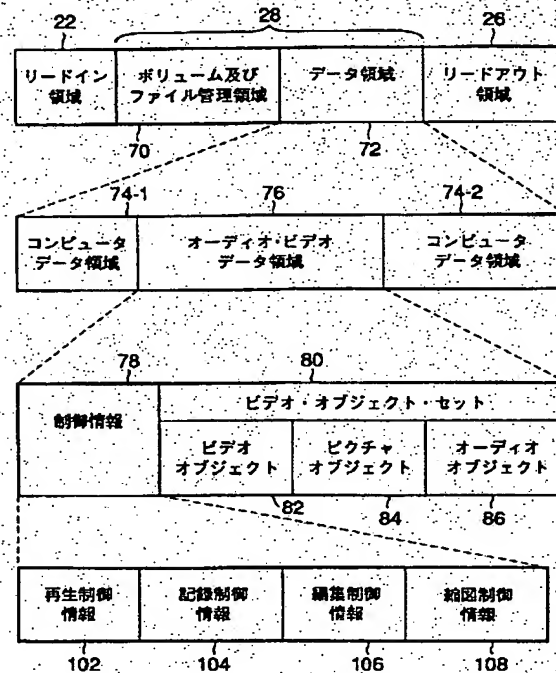 22
28
26
リードイン
領域
ボリューム及び
ファイル管理領域
データ領域
リードアウト
領域
70
72
74-1
76
74-2
コンピュータ
データ領域
オーディオ・ビデオ
データ領域
コンピュータ
データ領域
78
80
制御情報
ビデオ・オブジェクト・セット
ビデオ
オブジェクト
ピクチャ
オブジェクト
オーディオ
オブジェクト
82
84
86
再生制御
情報
記録制御
情報
編集制御
情報
縮図制御
情報
102
104
106
108